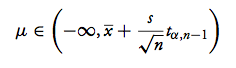 μ ∈ (−∞, x̄ + s/√n t_{α,n−1})